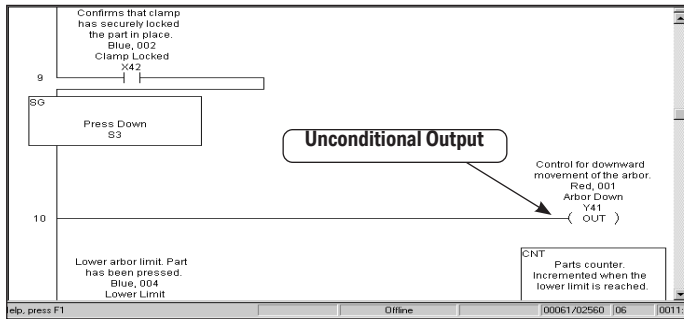 Confirms that clamp
has securely locked
the part in place.
Blue, 002
Clamp Locked
X42
9
SG
Press Down
S3
Unconditional Output
Control for downward
movement of the arbor.
Red, 001
Arbor Down
Y41
10
OUT
Lower arbor limit. Part
has been pressed.
Blue, 004
Lower Limit
CNT
Parts counter.
Incremented when the
lower limit is reached.
elp, press F1
Offline
00061/02560
06
0011: